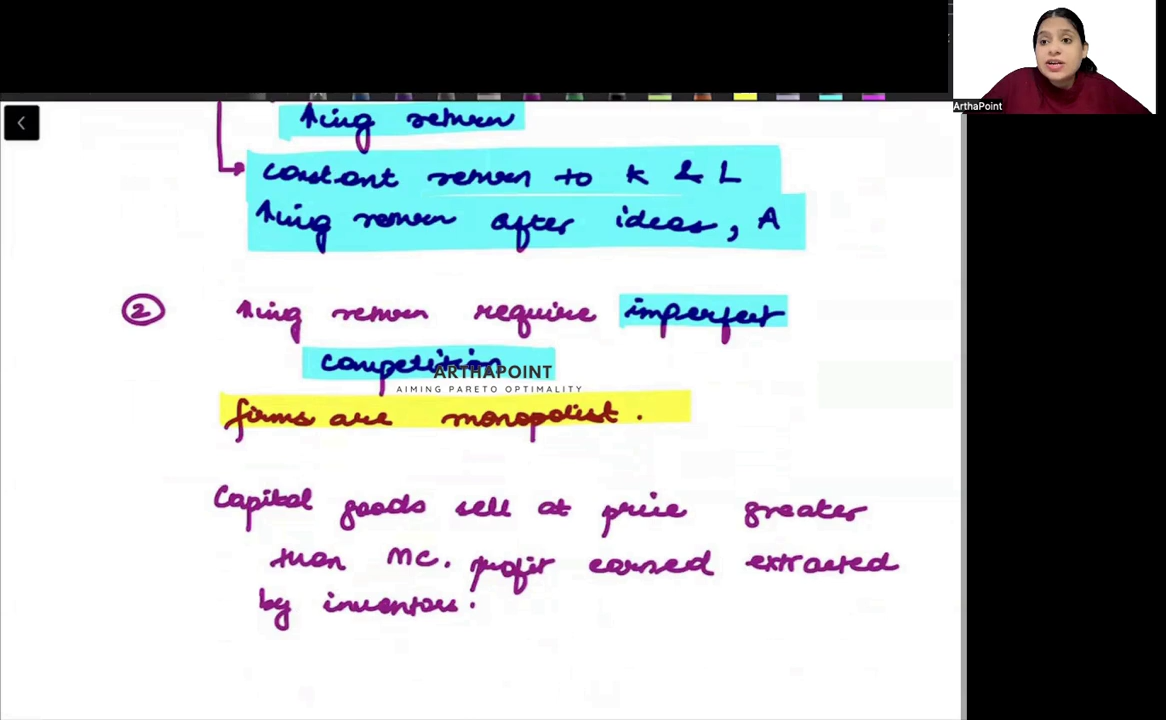 ↑ing return
constant return to K & L
↑ing return after ideas, A
② ↑ing return require imperfect
competition
ARTHAPOINT
AIMING PARETO OPTIMALITY
firms are monopolist.
Capital goods sell at price greater
than MC. profit earned extracted
by inventors.
ArthaPoint